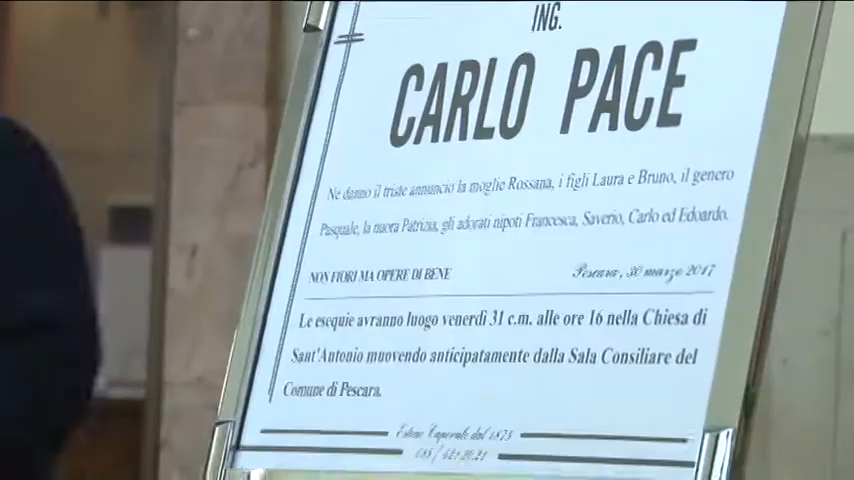 ING.
CARLO PACE
Ne danno il triste annuncio la moglie Rossana, i figli Laura e Bruno, il genero
Pasquale, la nuora Patrizia, gli adorati nipoti Francesca, Saverio, Carlo ed Edoardo.
NON FIORI MA OPERE DI BENE Pescara, 30 marzo 2017
Le esequie avranno luogo venerdì 31 c.m. alle ore 16 nella Chiesa di
Sant'Antonio muovendo anticipatamente dalla Sala Consiliare del
Comune di Pescara.
dal 1875